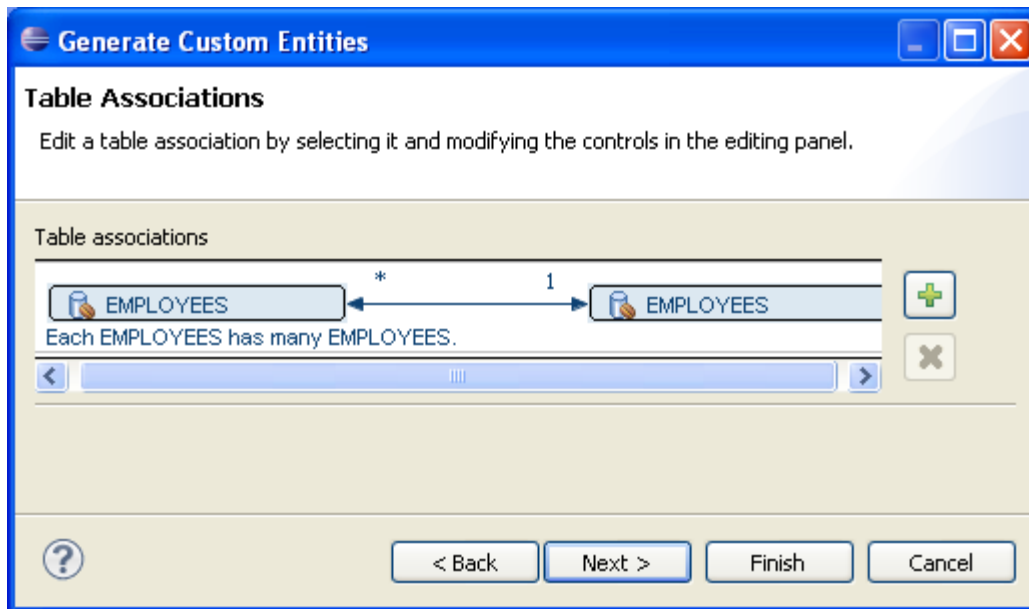 Generate Custom Entities
Table Associations
Edit a table association by selecting it and modifying the controls in the editing panel.
Table associations
* 1
EMPLOYEES EMPLOYEES
Each EMPLOYEES has many EMPLOYEES.
? < Back Next > Finish Cancel